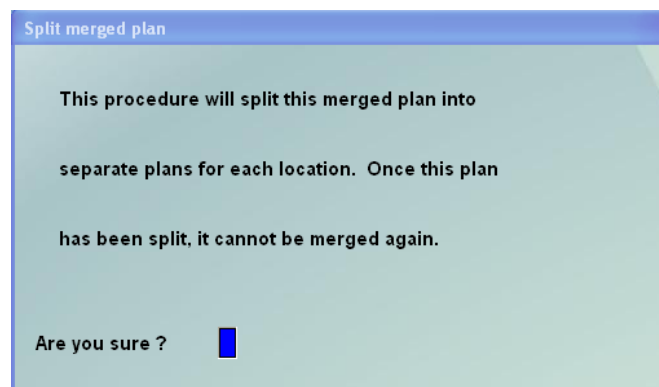 Split merged plan
This procedure will split this merged plan into
separate plans for each location.  Once this plan
has been split, it cannot be merged again.
Are you sure ?